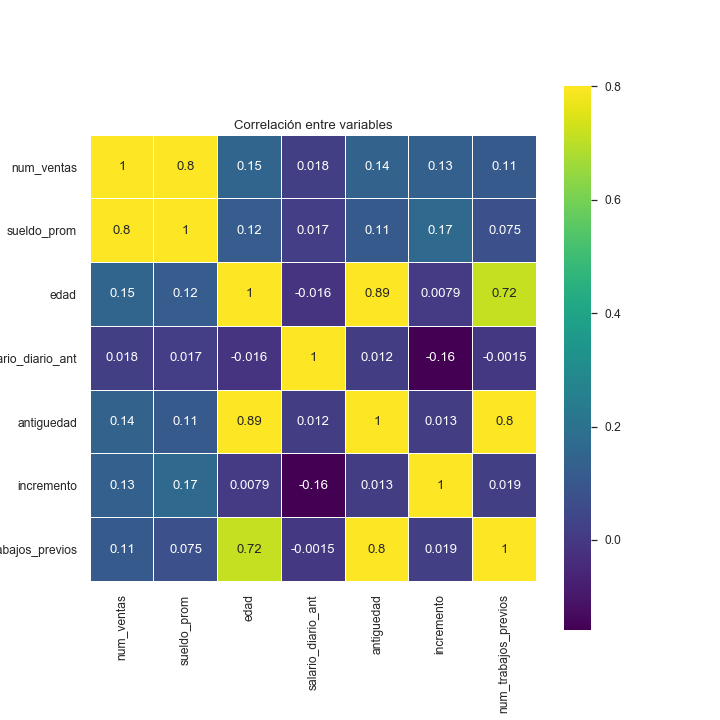 Correlación entre variables
num_ventas 1 0.8 0.15 0.018 0.14 0.13 0.11
sueldo_prom 0.8 1 0.12 0.017 0.11 0.17 0.075
edad 0.15 0.12 1 -0.016 0.89 0.0079 0.72
ario_diario_ant 0.018 0.017 -0.016 1 0.012 -0.16 -0.0015
antiguedad 0.14 0.11 0.89 0.012 1 0.013 0.8
incremento 0.13 0.17 0.0079 -0.16 0.013 1 0.019
abajos_previos 0.11 0.075 0.72 -0.0015 0.8 0.019 1
num_ventas
sueldo_prom
edad
salario_diario_ant
antiguedad
incremento
num_trabajos_previos
0.8
0.6
0.4
0.2
0.0